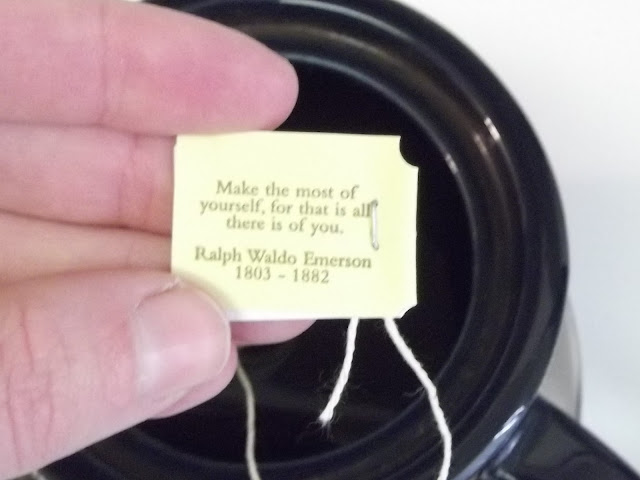 Make the most of
yourself, for that is all
there is of you.
Ralph Waldo Emerson
1803 - 1882